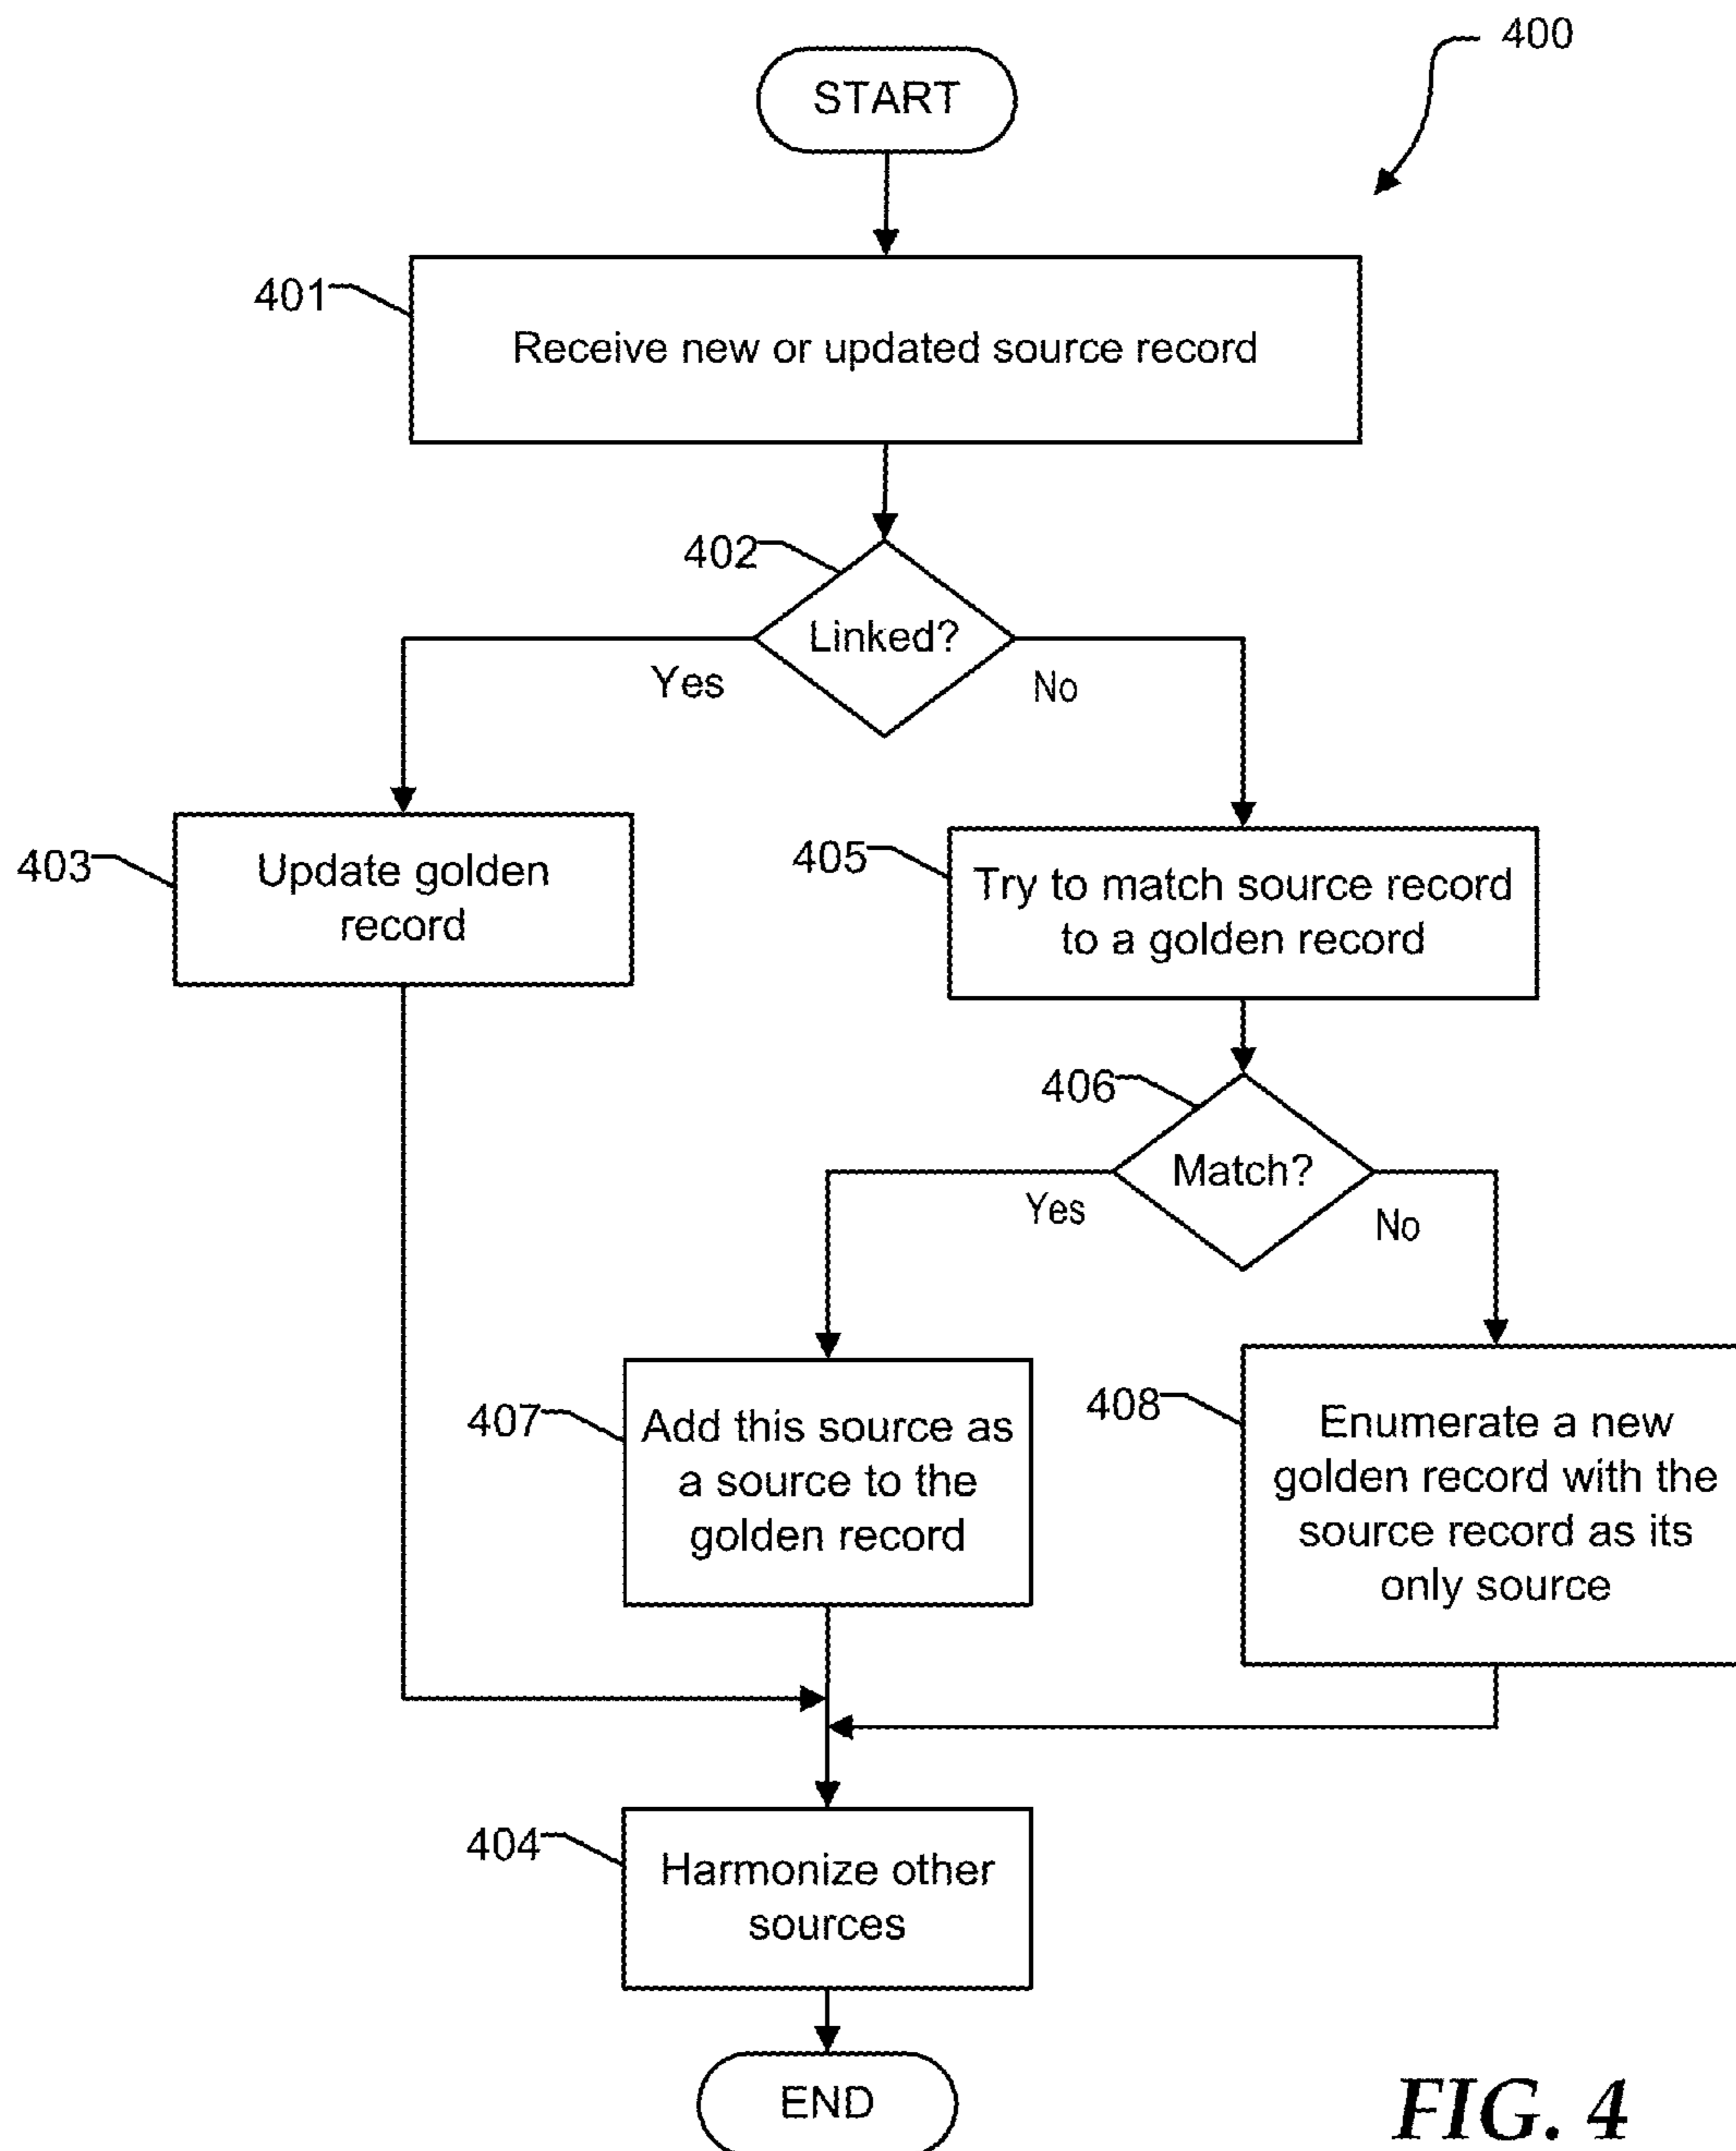 400
START
401
Receive new or updated source record
402
Linked?
Yes
No
403
Update golden
record
405
Try to match source record
to a golden record
406
Match?
Yes
No
407
Add this source as
a source to the
golden record
408
Enumerate a new
golden record with the
source record as its
only source
404
Harmonize other
sources
END
FIG. 4